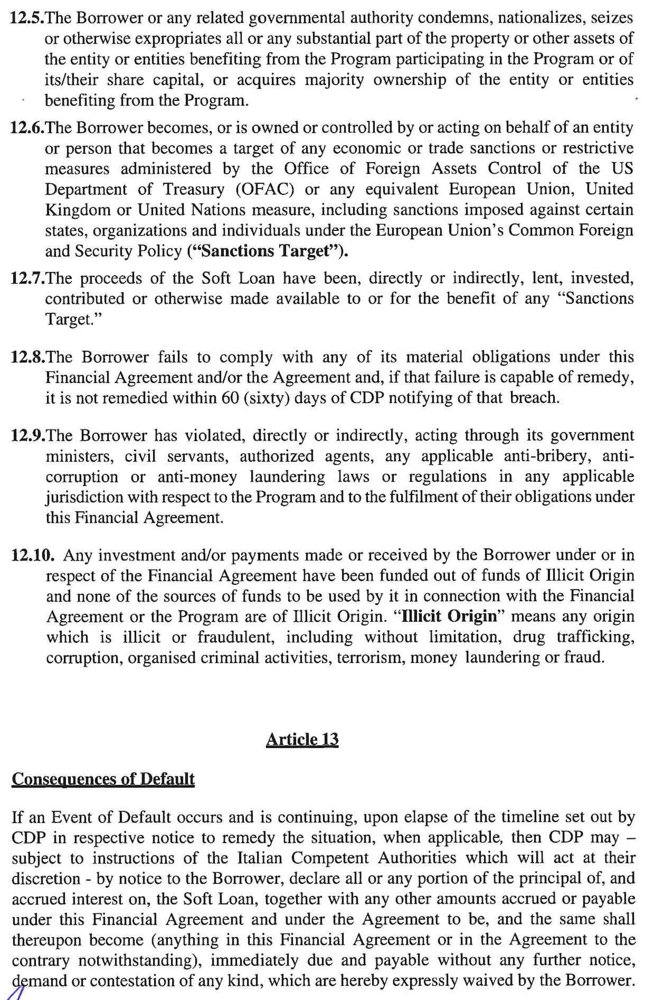 12.5.The Borrower or any related governmental authority condemns, nationalizes, seizes
or otherwise expropriates all or any substantial part of the property or other assets of
the entity or entities benefiting from the Program participating in the Program or of
its/their share capital, or acquires majority ownership of the entity or entities
benefiting from the Program.
12.6.The Borrower becomes, or is owned or controlled by or acting on behalf of an entity
or person that becomes a target of any economic or trade sanctions or restrictive
measures administered by the Office of Foreign Assets Control of the US
Department of Treasury (OFAC) or any equivalent European Union, United
Kingdom or United Nations measure, including sanctions imposed against certain
states, organizations and individuals under the European Union’s Common Foreign
and Security Policy (“Sanctions Target”).
12.7.The proceeds of the Soft Loan have been, directly or indirectly, lent, invested,
contributed or otherwise made available to or for the benefit of any “Sanctions
Target.”
12.8.The Borrower fails to comply with any of its material obligations under this
Financial Agreement and/or the Agreement and, if that failure is capable of remedy,
it is not remedied within 60 (sixty) days of CDP notifying of that breach.
12.9.The Borrower has violated, directly or indirectly, acting through its government
ministers, civil servants, authorized agents, any applicable anti-bribery, anti-
corruption or anti-money laundering laws or regulations in any applicable
jurisdiction with respect to the Program and to the fulfilment of their obligations under
this Financial Agreement.
12.10. Any investment and/or payments made or received by the Borrower under or in
respect of the Financial Agreement have been funded out of funds of Illicit Origin
and none of the sources of funds to be used by it in connection with the Financial
Agreement or the Program are of Illicit Origin. “Illicit Origin” means any origin
which is illicit or fraudulent, including without limitation, drug trafficking,
corruption, organised criminal activities, terrorism, money laundering or fraud.
Article 13
Consequences of Default
If an Event of Default occurs and is continuing, upon elapse of the timeline set out by
CDP in respective notice to remedy the situation, when applicable, then CDP may –
subject to instructions of the Italian Competent Authorities which will act at their
discretion - by notice to the Borrower, declare all or any portion of the principal of, and
accrued interest on, the Soft Loan, together with any other amounts accrued or payable
under this Financial Agreement and under the Agreement to be, and the same shall
thereupon become (anything in this Financial Agreement or in the Agreement to the
contrary notwithstanding), immediately due and payable without any further notice,
demand or contestation of any kind, which are hereby expressly waived by the Borrower.